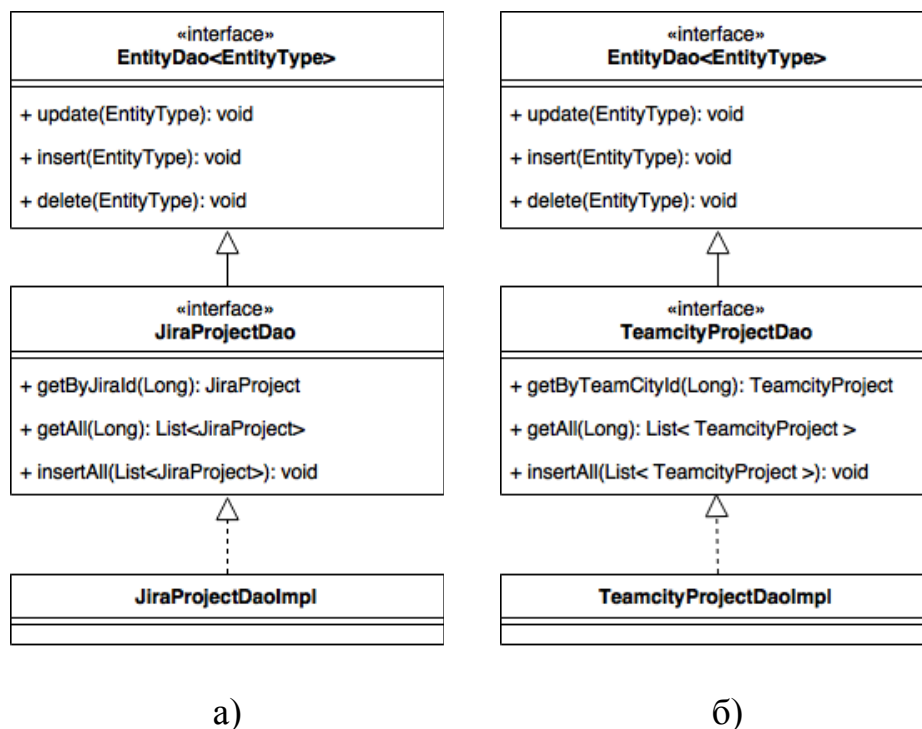 «interface»
EntityDao<EntityType>
+ update(EntityType): void
+ insert(EntityType): void
+ delete(EntityType): void
«interface»
JiraProjectDao
+ getByJiraId(Long): JiraProject
+ getAll(Long): List<JiraProject>
+ insertAll(List<JiraProject>): void
JiraProjectDaoImpl
а)
«interface»
EntityDao<EntityType>
+ update(EntityType): void
+ insert(EntityType): void
+ delete(EntityType): void
«interface»
TeamcityProjectDao
+ getByTeamCityId(Long): TeamcityProject
+ getAll(Long): List< TeamcityProject >
+ insertAll(List< TeamcityProject >): void
TeamcityProjectDaoImpl
б)